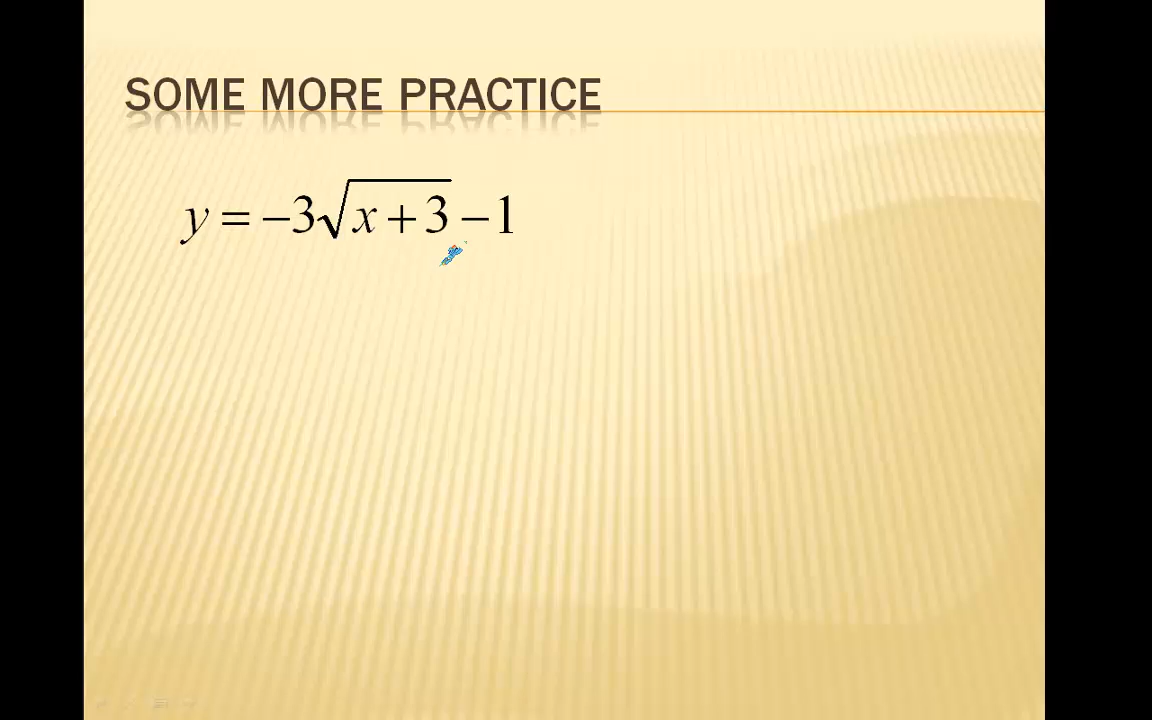 SOME MORE PRACTICE
y = −3√(x + 3) − 1